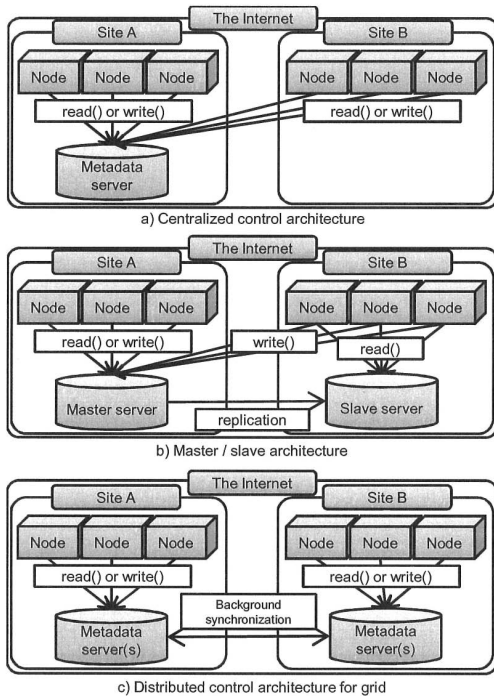 The Internet
Site A
Site B
Node Node Node
Node Node Node
read() or write()
read() or write()
Metadata
server
a) Centralized control architecture
The Internet
Site A
Site B
Node Node Node
Node Node Node
read() or write()
write()
read()
Master server
Slave server
replication
b) Master / slave architecture
The Internet
Site A
Site B
Node Node Node
Node Node Node
read() or write()
read() or write()
Background
synchronization
Metadata
server(s)
Metadata
server(s)
c) Distributed control architecture for grid